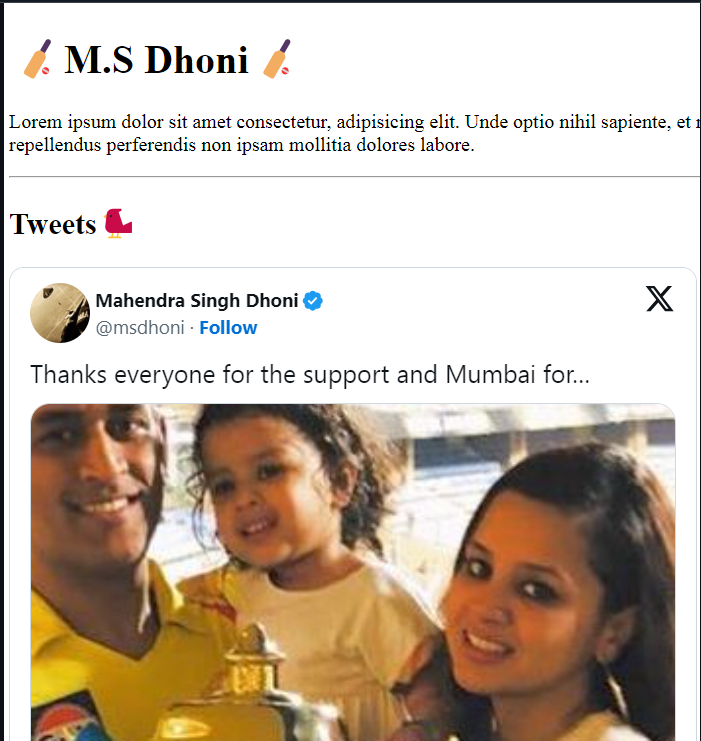 M.S Dhoni
Lorem ipsum dolor sit amet consectetur, adipisicing elit. Unde optio nihil sapiente, et
repellendus perferendis non ipsam mollitia dolores labore.
Tweets
Mahendra Singh Dhoni
@msdhoni · Follow
Thanks everyone for the support and Mumbai for...